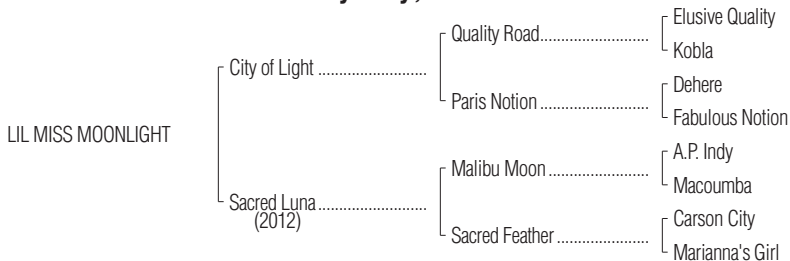 Elusive Quality
Quality Road..........................
Kobla
City of Light ..........................
Dehere
Paris Notion .........................
Fabulous Notion
LIL MISS MOONLIGHT
A.P. Indy
Malibu Moon ........................
Macoumba
Sacred Luna ..........................
(2012)
Carson City
Sacred Feather ......................
Marianna's Girl